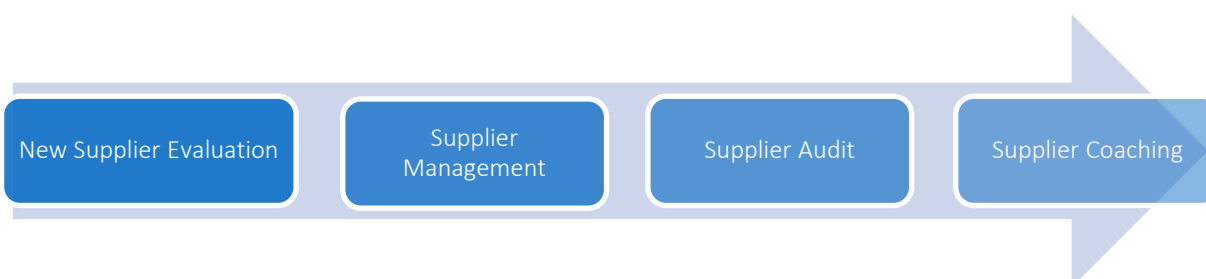 New Supplier Evaluation
Supplier
Management
Supplier Audit
Supplier Coaching